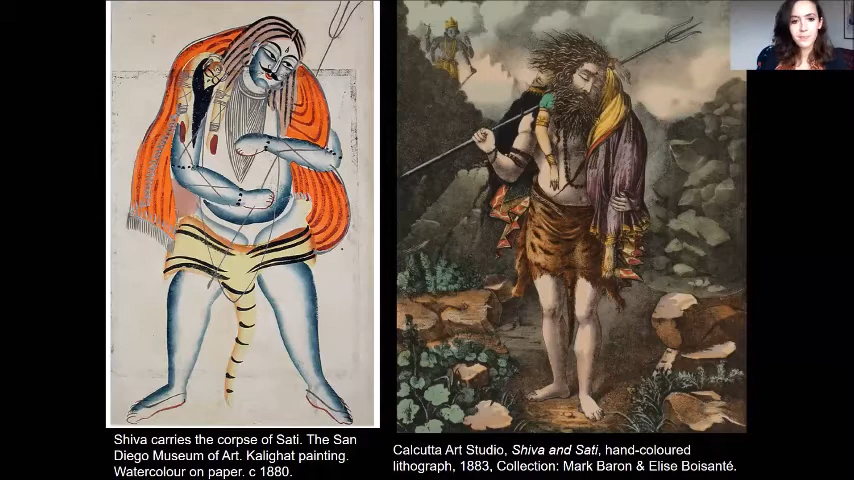 Shiva carries the corpse of Sati. The San
Diego Museum of Art. Kalighat painting.
Watercolour on paper. c 1880.
Calcutta Art Studio, Shiva and Sati, hand-coloured
lithograph, 1883, Collection: Mark Baron & Elise Boisanté.